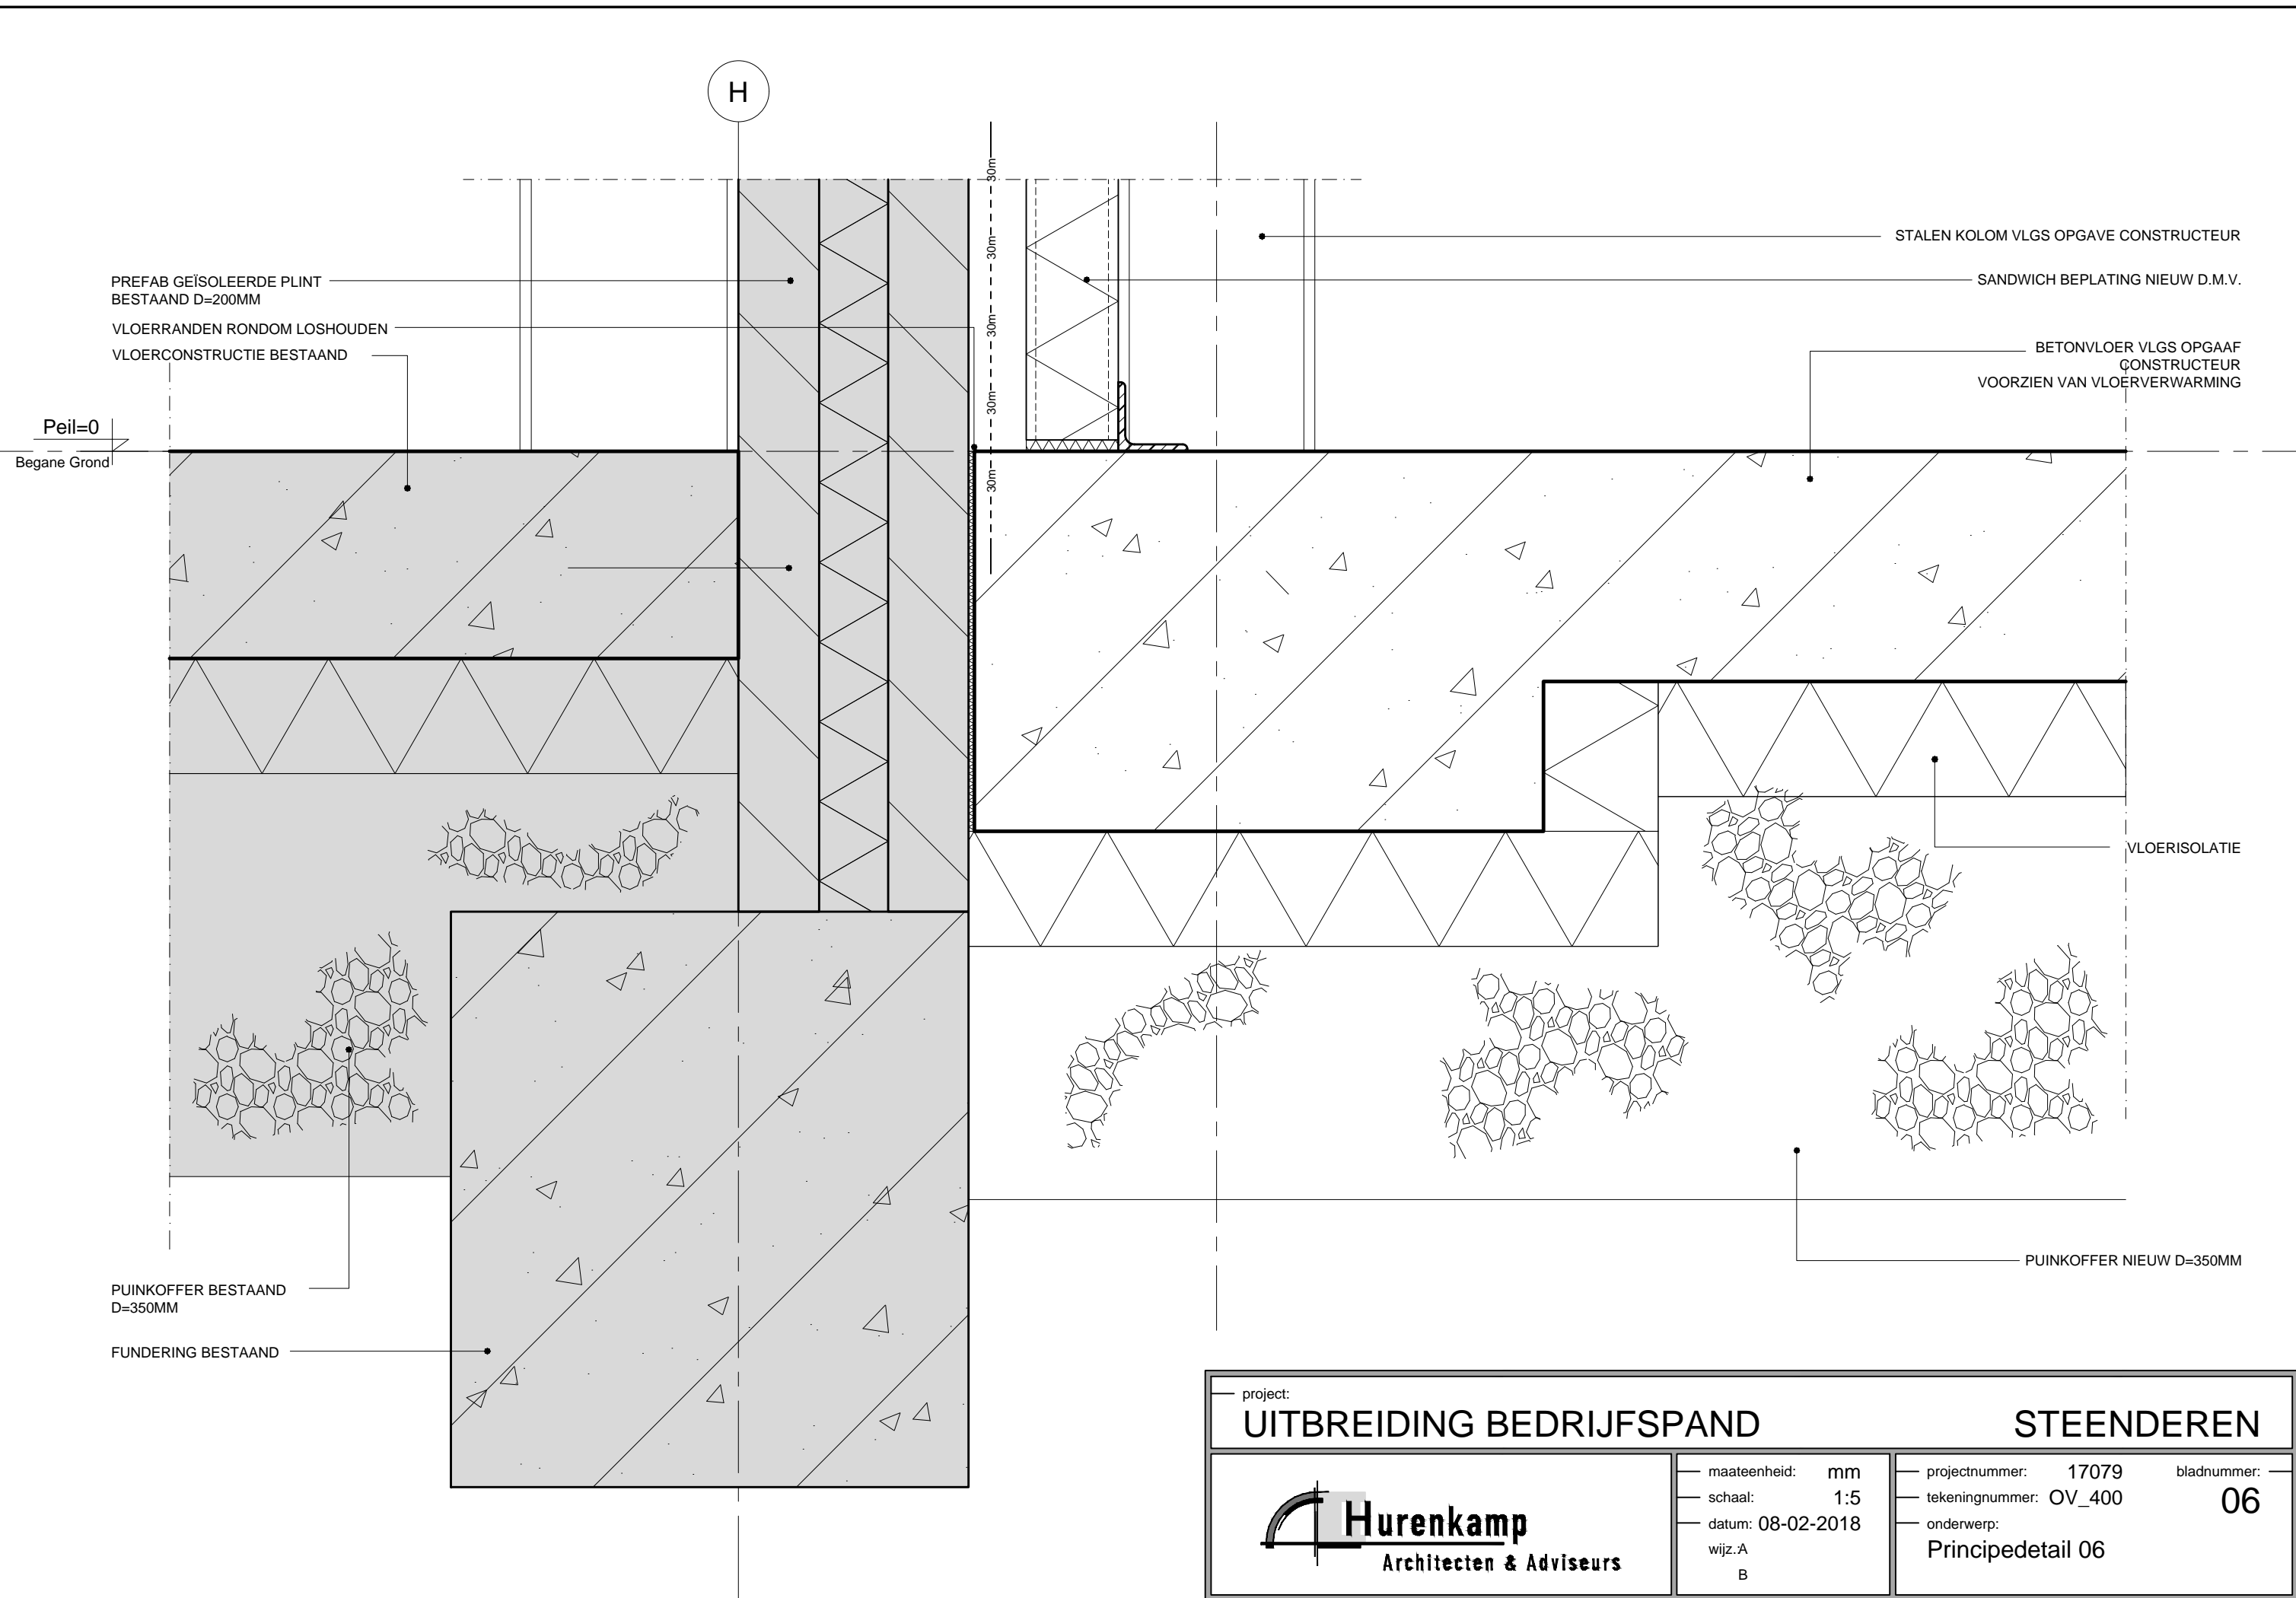 H
30m
30m
30m
30m
30m
PREFAB GEÏSOLEERDE PLINT
BESTAAND D=200MM
VLOERRANDEN RONDOM LOSHOUDEN
VLOERCONSTRUCTIE BESTAAND
Peil=0
Begane Grond
STALEN KOLOM VLGS OPGAVE CONSTRUCTEUR
SANDWICH BEPLATING NIEUW D.M.V.
BETONVLOER VLGS OPGAAF
CONSTRUCTEUR
VOORZIEN VAN VLOERVERWARMING
VLOERISOLATIE
PUINKOFFER NIEUW D=350MM
PUINKOFFER BESTAAND
D=350MM
FUNDERING BESTAAND
project:
UITBREIDING BEDRIJFSPAND STEENDEREN
Hurenkamp
Architecten & Adviseurs
maateenheid: mm
schaal: 1:5
datum: 08-02-2018
wijz.:A
B
projectnummer: 17079
tekeningnummer: OV_400
onderwerp:
Principedetail 06
bladnummer:
06